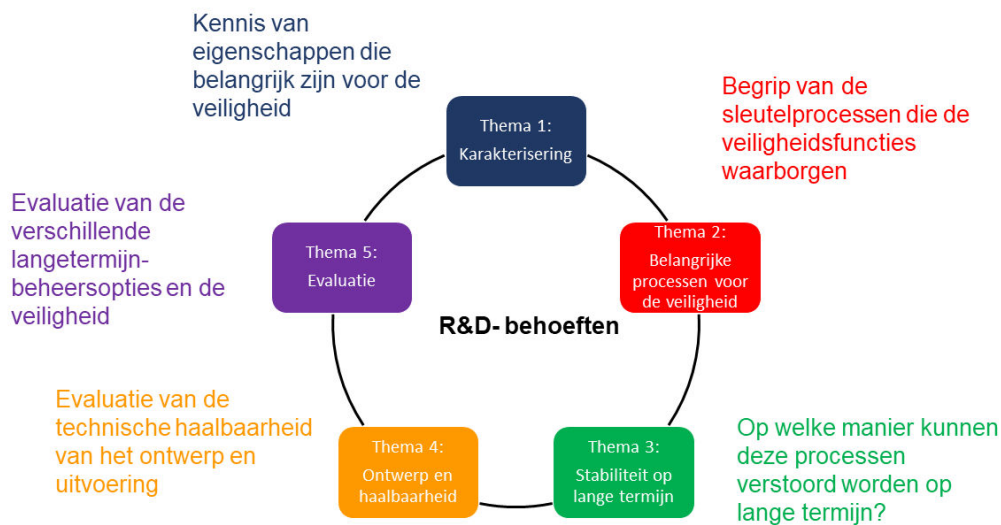 Kennis van
eigenschappen die
belangrijk zijn voor de
veiligheid
Thema 1:
Karakterisering
Begrip van de
sleutelprocessen die de
veiligheidsfuncties
waarborgen
Thema 2:
Belangrijke
processen voor
de veiligheid
Evaluatie van de
verschillende
langetermijn-
beheersopties en de
veiligheid
Thema 5:
Evaluatie
R&D- behoeften
Evaluatie van de
technische haalbaarheid
van het ontwerp en
uitvoering
Thema 4:
Ontwerp en
haalbaarheid
Thema 3:
Stabiliteit op
lange termijn
Op welke manier kunnen
deze processen
verstoord worden op
lange termijn?